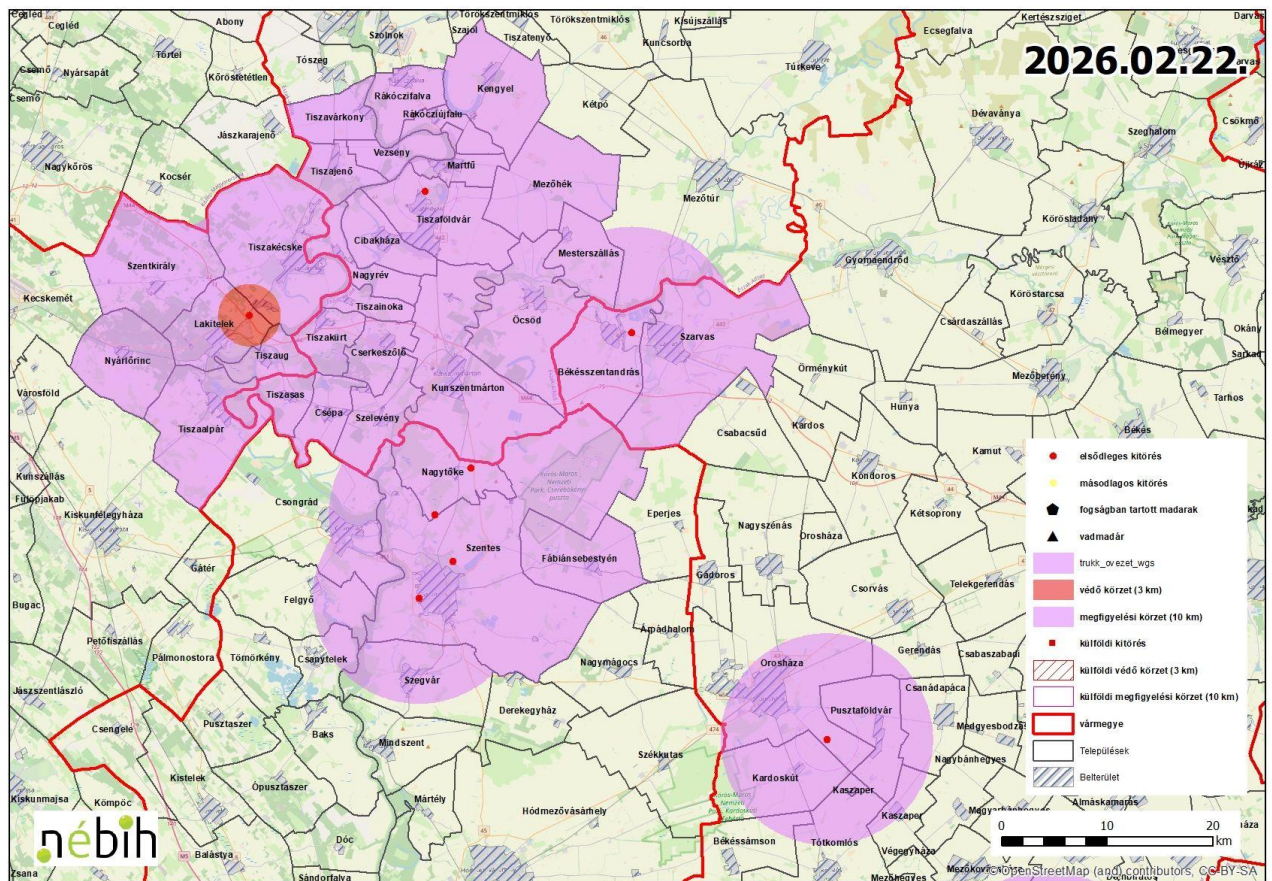 2026.02.22.
Cegléd
Cegléd
Abony
Törtel
Szolnok
Szajol
Törökszentmiklós
Törökszentmiklós
Tiszatenyő
Kisújszállás
Kuncsorba
Ecsegfalva
Kertészsziget
Darvas
Csemő
Nyársapát
Kőröstetétlen
Tószeg
Túrkeve
Csemő
Kengyel
Rákóczifalva
Rákócziújfalu
Kétpó
Tiszavárkony
Dévaványa
Csökmő
Szeghalom
Jászkarajenő
Nagykőrös
Kocsér
Vezseny
Martfű
Tiszajenő
Mezőhék
Mezőtúr
Tiszaföldvár
Körösladány
Tiszakécske
Cibakháza
Mesterszállás
Gyomaendrőd
Vésztő
Szentkirály
Nagyrév
Kecskemét
Tiszainoka
Köröstarcsa
Lakitelek
Öcsöd
Csárdaszállás
Bélmegyer
Okány
Tiszakürt
Szarvas
Sarkad
Nyárlőrinc
Tiszaug
Cserkeszőlő
Békésszentandrás
Örménykút
Mezőberény
Városföld
Tiszasas
Kunszentmárton
Tarhos
Csépa
Szelevény
Hunya
Tiszaalpár
Csabacsűd
Kardos
Békés
Kamut
Nagytőke
Kondoros
Kunszállás
Csongrád
Fülöpjakab
Kiskunfélegyháza
Eperjes
Nagyszénás
Kétsoprony
Orosháza
Szentes
Fábiánsebestyén
Gátér
Gádoros
Telekgerendás
Csorvás
Bugac
Felgyő
Petőfiszállás
Árpádhalom
Pálmonostora
Tömörkény
Csanytelek
Nagymágocs
Orosháza
Gerendás
Csabaszabadi
Jászszentlászló
Szegvár
Csanádapáca
Csengele
Pusztaszer
Derekegyház
Pusztaföldvár
Medgyesbodzás
Baks
Mindszent
Székkutas
Nagybánhegyes
Kistelek
Ópusztaszer
Kardoskút
Kaszaper
Kiskunmajsa
Kömpöc
Mártély
Hódmezővásárhely
Kaszaper
Magyarbánhegyes
Almáskamarás
Dóc
Békéssámson
Tótkomlós
Végegyháza
Balástya
Sándorfalva
Mezőhegyes
elsődleges kitörés
másodlagos kitörés
fogságban tartott madarak
vadmadár
trukk_ovezet_wgs
védő körzet (3 km)
megfigyelési körzet (10 km)
külföldi kitörés
külföldi védő körzet (3 km)
külföldi megfigyelési körzet (10 km)
vármegye
Települések
Belterület
0 10 20
km
nébih
© OpenStreetMap (and) contributors, CC-BY-SA